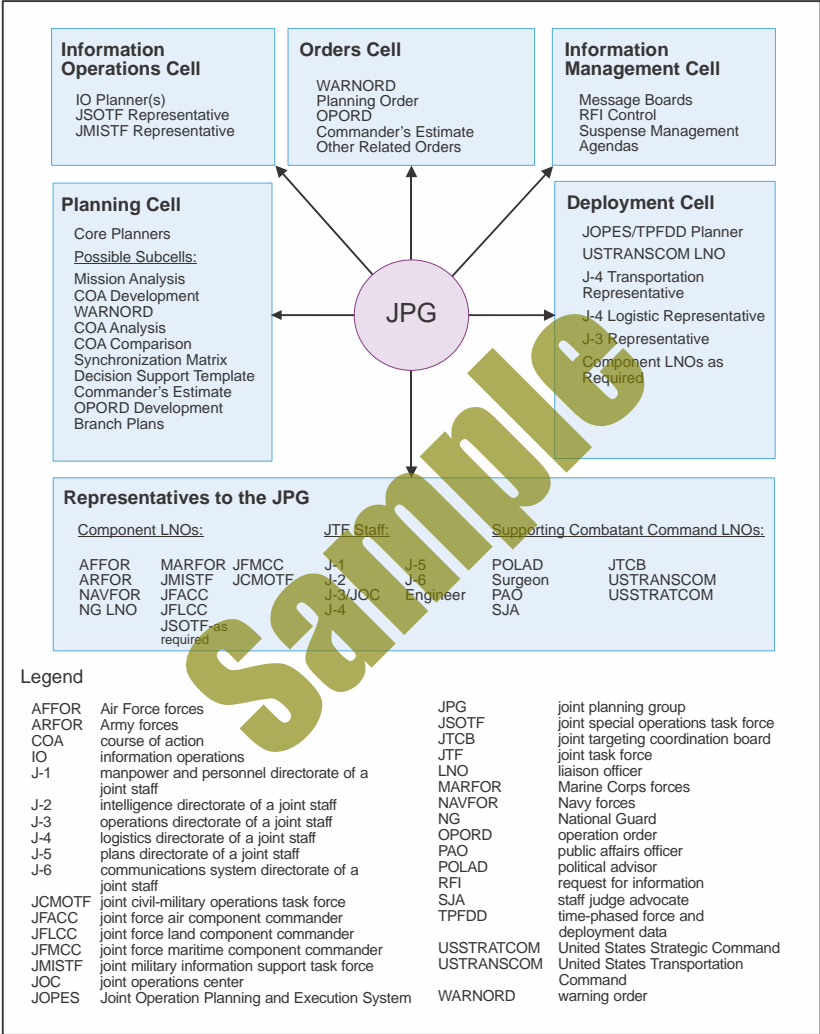 Information
Operations Cell
IO Planner(s)
JSOTF Representative
JMISTF Representative
Orders Cell
WARNORD
Planning Order
OPORD
Commander's Estimate
Other Related Orders
Information
Management Cell
Message Boards
RFI Control
Suspense Management
Agendas
Planning Cell
Core Planners
Possible Subcells:
Mission Analysis
COA Development
WARNORD
COA Analysis
COA Comparison
Synchronization Matrix
Decision Support Template
Commander's Estimate
OPORD Development
Branch Plans
JPG
Deployment Cell
JOPES/TPFDD Planner
USTRANSCOM LNO
J-4 Transportation
Representative
J-4 Logistic Representative
J-3 Representative
Component LNOs as
Required
Sample
Representatives to the JPG
Component LNOs:
AFFOR MARFOR JFMCC
ARFOR JMISTF JCMOTF
NAVFOR JFACC
NG LNO JFLCC
JSOTF-as
required
JTF Staff:
J-1 J-5
J-2 J-6
J-3/JOC Engineer
J-4
Supporting Combatant Command LNOs:
POLAD JTCB
Surgeon USTRANSCOM
PAO USSTRATCOM
SJA
Legend
AFFOR Air Force forces
ARFOR Army forces
COA course of action
IO information operations
J-1 manpower and personnel directorate of a
joint staff
J-2 intelligence directorate of a joint staff
J-3 operations directorate of a joint staff
J-4 logistics directorate of a joint staff
J-5 plans directorate of a joint staff
J-6 communications system directorate of a
joint staff
JCMOTF joint civil-military operations task force
JFACC joint force air component commander
JFLCC joint force land component commander
JFMCC joint force maritime component commander
JMISTF joint military information support task force
JOC joint operations center
JOPES Joint Operation Planning and Execution System
JPG joint planning group
JSOTF joint special operations task force
JTCB joint targeting coordination board
JTF joint task force
LNO liaison officer
MARFOR Marine Corps forces
NAVFOR Navy forces
NG National Guard
OPORD operation order
PAO public affairs officer
POLAD political advisor
RFI request for information
SJA staff judge advocate
TPFDD time-phased force and
deployment data
USSTRATCOM United States Strategic Command
USTRANSCOM United States Transportation
Command
WARNORD warning order